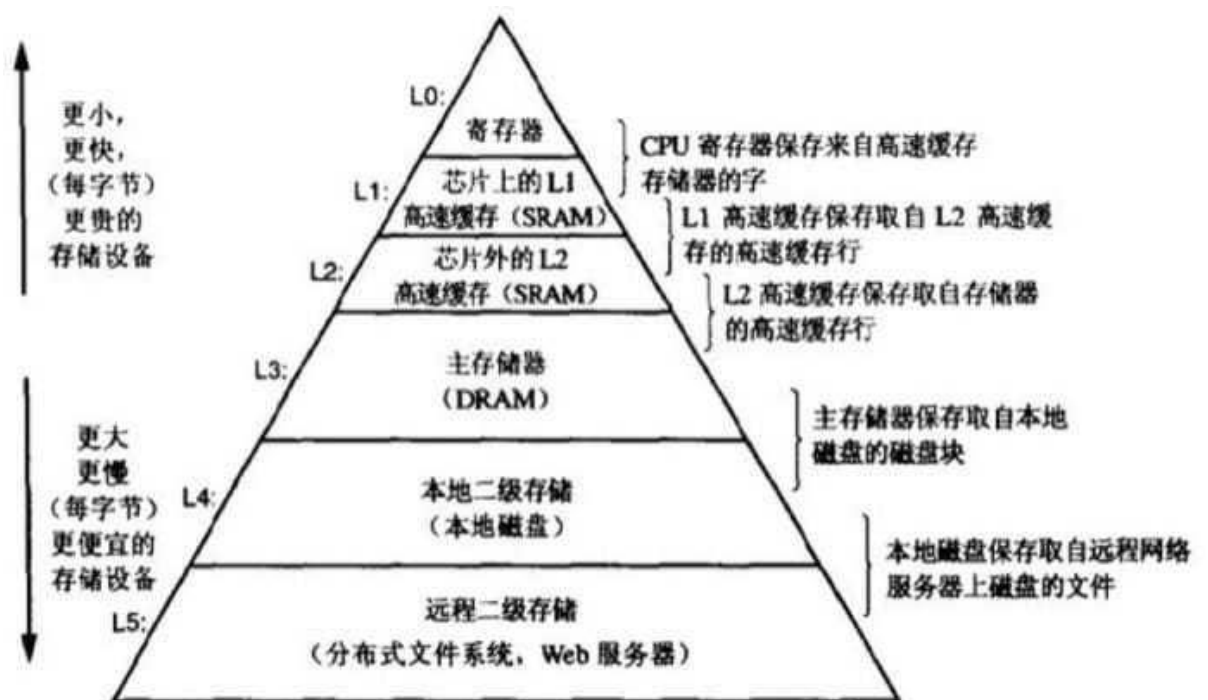 更小，
更快，
（每字节）
更贵的
存储设备
更大
更慢
（每字节）
更便宜的
存储设备
L0:
寄存器
L1:
芯片上的L1
高速缓存（SRAM）
L2:
芯片外的L2
高速缓存（SRAM）
L3:
主存储器
（DRAM）
L4:
本地二级存储
（本地磁盘）
L5:
远程二级存储
（分布式文件系统，Web 服务器）
CPU 寄存器保存来自高速缓存
存储器的字
L1 高速缓存保存取自 L2 高速缓
存的高速缓存行
L2 高速缓存保存取自存储器
的高速缓存行
主存储器保存取自本地
磁盘的磁盘块
本地磁盘保存取自远程网络
服务器上磁盘的文件